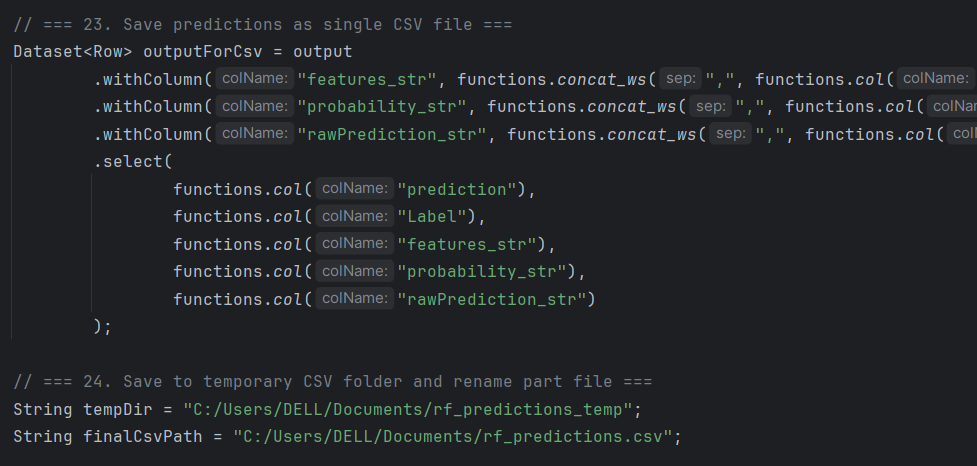 // === 23. Save predictions as single CSV file ===
Dataset<Row> outputForCsv = output
.withColumn( colName: "features_str", functions.concat_ws( sep: ",", functions.col( colName:
.withColumn( colName: "probability_str", functions.concat_ws( sep: ",", functions.col(
.withColumn( colName: "rawPrediction_str", functions.concat_ws( sep: ",", functions.col(
.select(
functions.col( colName: "prediction"),
functions.col( colName: "Label"),
functions.col( colName: "features_str"),
functions.col( colName: "probability_str"),
functions.col( colName: "rawPrediction_str")
);
// === 24. Save to temporary CSV folder and rename part file ===
String tempDir = "C:/Users/DELL/Documents/rf_predictions_temp";
String finalCsvPath = "C:/Users/DELL/Documents/rf_predictions.csv";